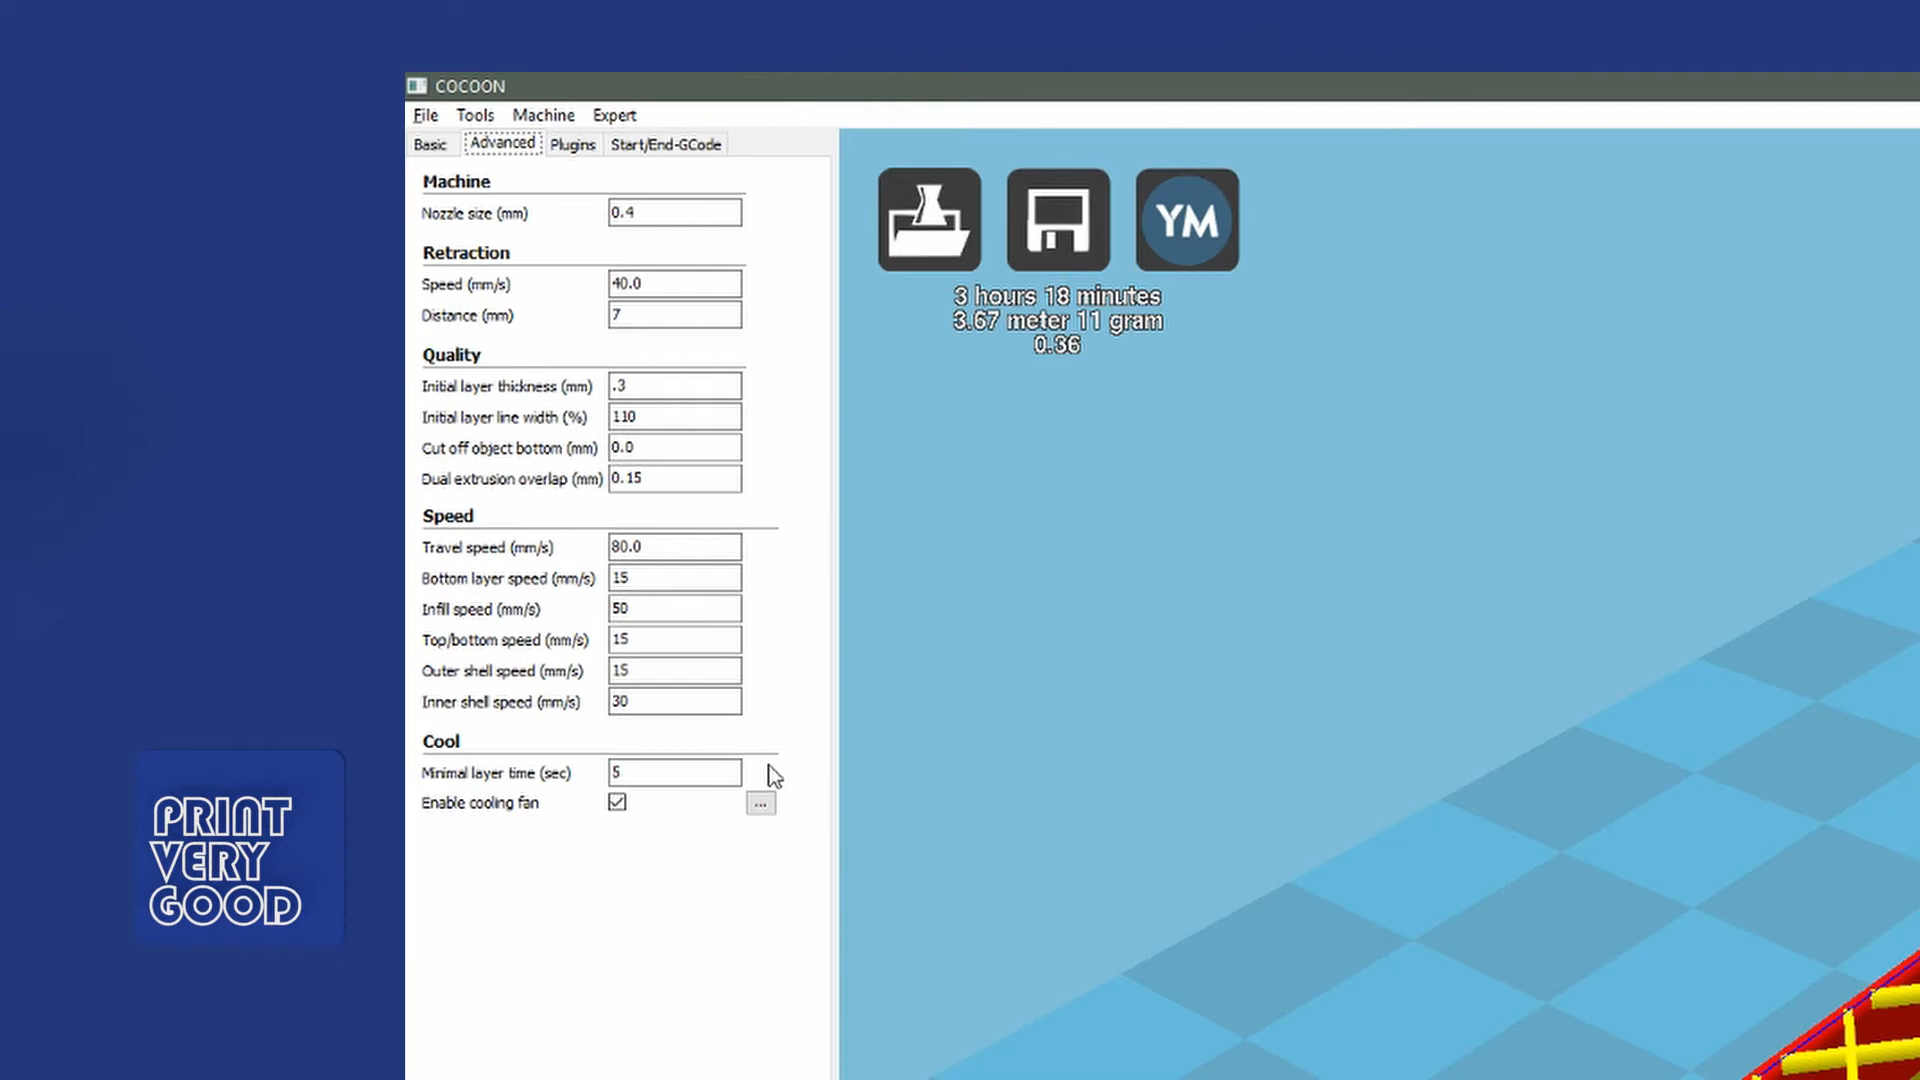 COCOON
File Tools Machine Expert
Basic Advanced Plugins Start/End-GCode
Machine
Nozzle size (mm) 0.4
Retraction
Speed (mm/s) 40.0
Distance (mm) 7
Quality
Initial layer thickness (mm) .3
Initial layer line width (%) 110
Cut off object bottom (mm) 0.0
Dual extrusion overlap (mm) 0.15
Speed
Travel speed (mm/s) 80.0
Bottom layer speed (mm/s) 15
Infill speed (mm/s) 50
Top/bottom speed (mm/s) 15
Outer shell speed (mm/s) 15
Inner shell speed (mm/s) 30
Cool
Minimal layer time (sec) 5
Enable cooling fan ...
YM
3 hours 18 minutes
3.67 meter 11 gram
0.36
PRINT
VERY
GOOD